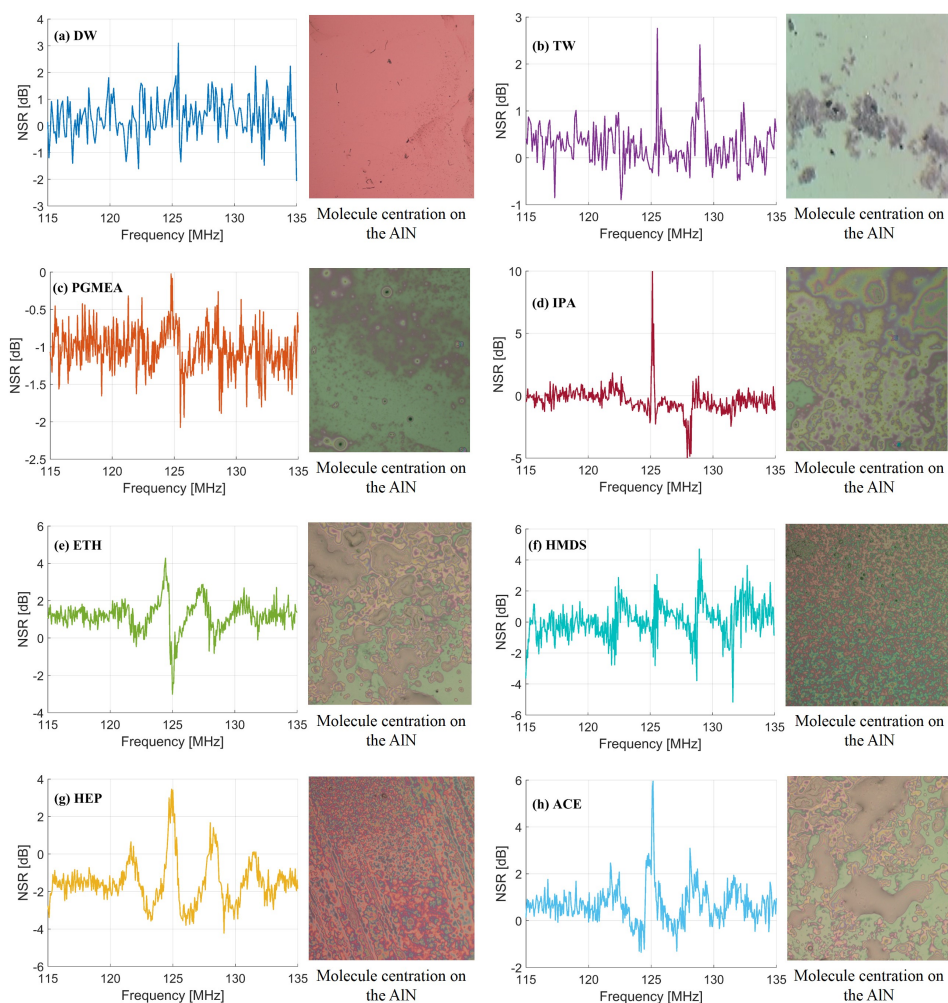 (a) DW
NSR [dB]
4
3
2
1
0
-1
-2
-3
115
120
125
130
135
Frequency [MHz]
Molecule centration on
the AlN
(b) TW
NSR [dB]
3
2
1
0
-1
115
120
125
130
135
Frequency [MHz]
Molecule centration on
the AlN
(c) PGMEA
NSR [dB]
0
-0.5
-1
-1.5
-2
-2.5
115
120
125
130
135
Frequency [MHz]
Molecule centration on
the AlN
(d) IPA
NSR [dB]
10
5
0
-5
115
120
125
130
135
Frequency [MHz]
Molecule centration on
the AlN
(e) ETH
NSR [dB]
6
4
2
0
-2
-4
115
120
125
130
135
Frequency [MHz]
Molecule centration on
the AlN
(f) HMDS
NSR [dB]
6
4
2
0
-2
-4
-6
115
120
125
130
135
Frequency [MHz]
Molecule centration on
the AlN
(g) HEP
NSR [dB]
4
2
0
-2
-4
-6
115
120
125
130
135
Frequency [MHz]
Molecule centration on
the AlN
(h) ACE
NSR [dB]
6
4
2
0
-2
115
120
125
130
135
Frequency [MHz]
Molecule centration on
the AlN